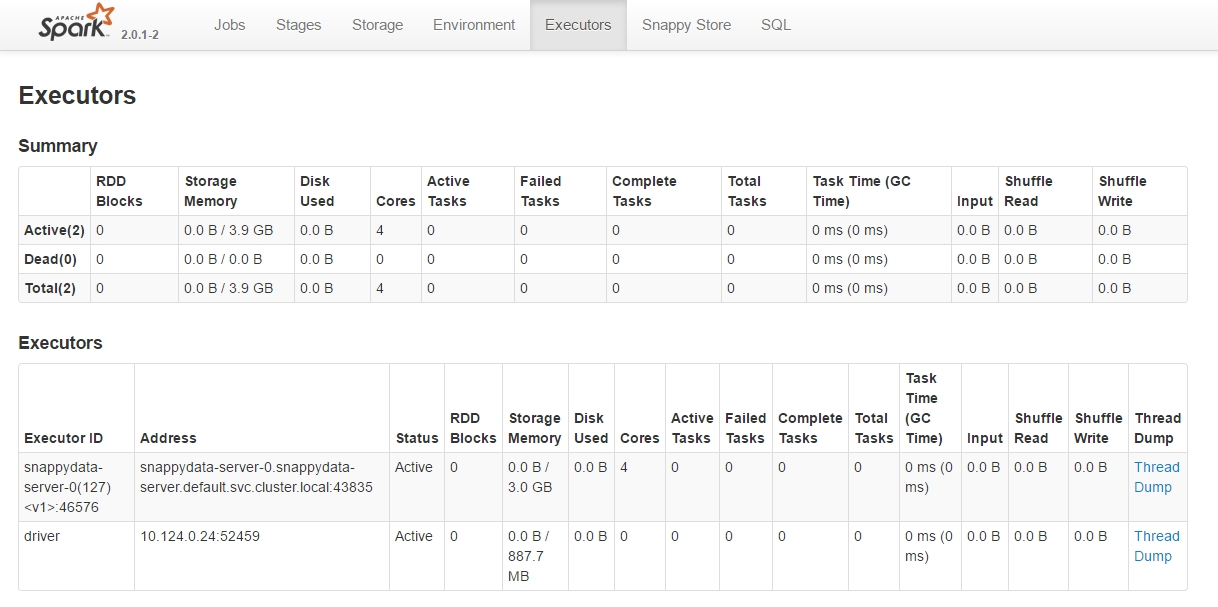 APACHE
Spark 2.0.1-2 Jobs Stages Storage Environment Executors Snappy Store SQL
Executors
Summary
RDD Storage Disk Active Failed Complete Total Task Time (GC Shuffle Shuffle
Blocks Memory Used Cores Tasks Tasks Tasks Tasks Time) Input Read Write
Active(2) 0 0.0 B / 3.9 GB 0.0 B 4 0 0 0 0 0 ms (0 ms) 0.0 B 0.0 B 0.0 B
Dead(0) 0 0.0 B / 0.0 B 0.0 B 0 0 0 0 0 0 ms (0 ms) 0.0 B 0.0 B 0.0 B
Total(2) 0 0.0 B / 3.9 GB 0.0 B 4 0 0 0 0 0 ms (0 ms) 0.0 B 0.0 B 0.0 B
Executors
Task
Time
RDD Storage Disk Active Failed Complete Total (GC Shuffle Shuffle Thread
Executor ID Address Status Blocks Memory Used Cores Tasks Tasks Tasks Tasks Time) Input Read Write Dump
snappydata- snappydata-server-0.snappydata- Active 0 0.0 B / 0.0 B 4 0 0 0 0 0 ms (0 0.0 B 0.0 B 0.0 B Thread
server-0(127) server.default.svc.cluster.local:43835 3.0 GB ms) Dump
<v1>:46576
driver 10.124.0.24:52459 Active 0 0.0 B / 0.0 B 0 0 0 0 0 0 ms (0 0.0 B 0.0 B 0.0 B Thread
887.7 ms) Dump
MB